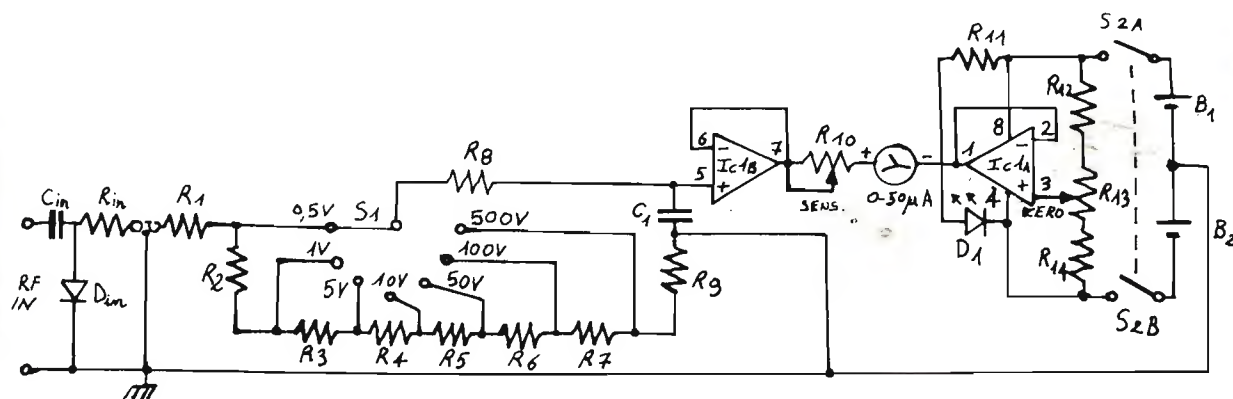 S2A
R11
R12
B1
8
2
R10
6
7
1
Ic1A
R8
Ic1B
+
-
5
3
R13
4
Cin
Rin
R1
0,5V
S1
C1
SENS.
0-50µA
ZERO
500V
D1
B2
1V
100V
R14
R2
5V
10V
50V
R9
RF
IN
Din
S2B
R3
R4
R5
R6
R7